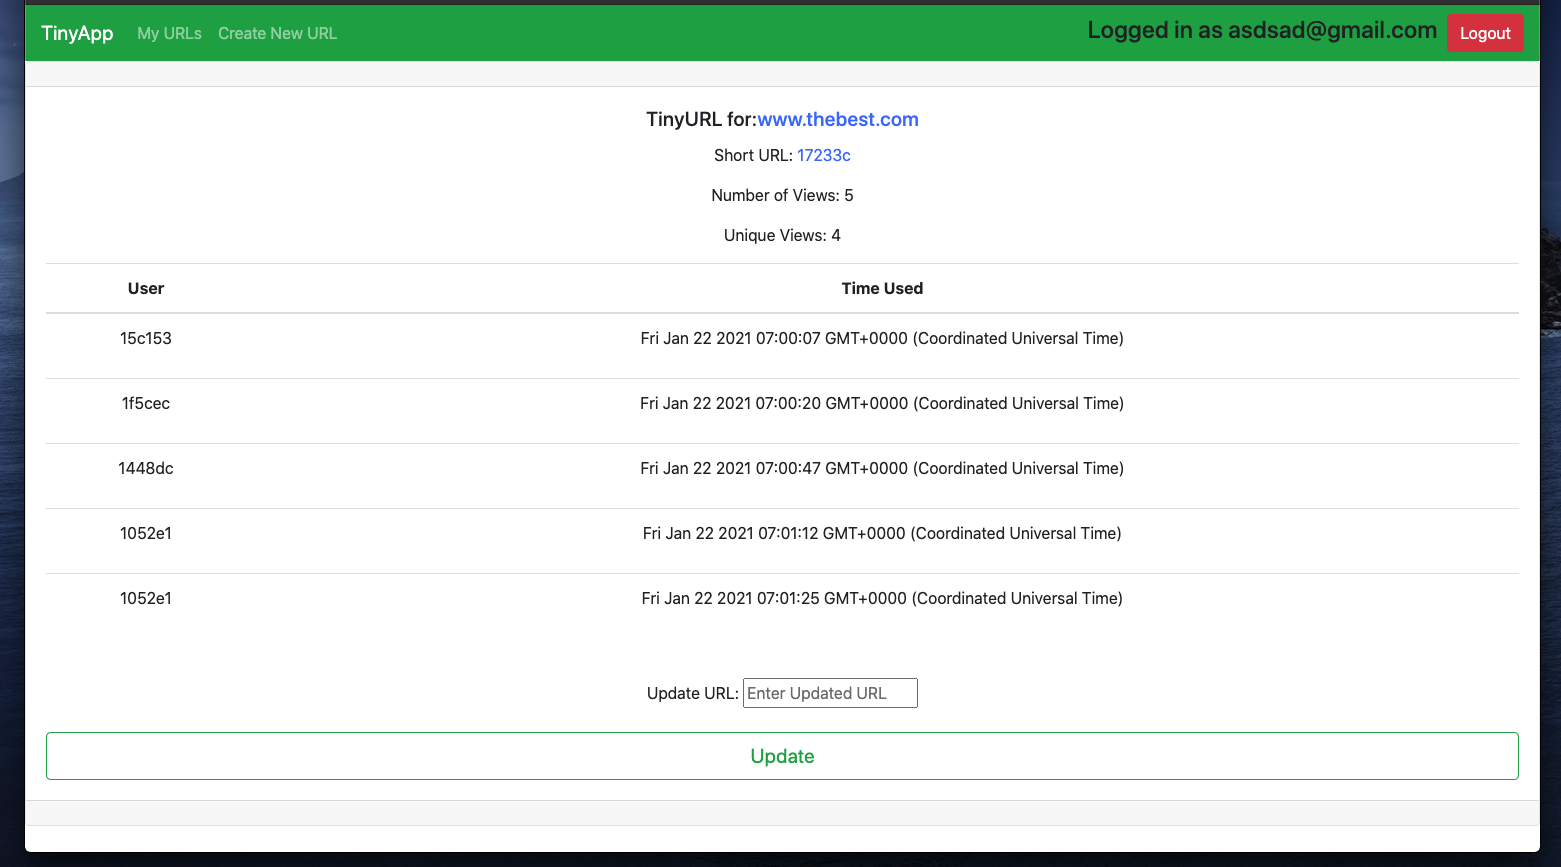 TinyApp My URLs Create New URL Logged in as asdsad@gmail.com Logout
TinyURL for:www.thebest.com
Short URL: 17233c
Number of Views: 5
Unique Views: 4
User Time Used
15c153 Fri Jan 22 2021 07:00:07 GMT+0000 (Coordinated Universal Time)
1f5cec Fri Jan 22 2021 07:00:20 GMT+0000 (Coordinated Universal Time)
1448dc Fri Jan 22 2021 07:00:47 GMT+0000 (Coordinated Universal Time)
1052e1 Fri Jan 22 2021 07:01:12 GMT+0000 (Coordinated Universal Time)
1052e1 Fri Jan 22 2021 07:01:25 GMT+0000 (Coordinated Universal Time)
Update URL: Enter Updated URL
Update